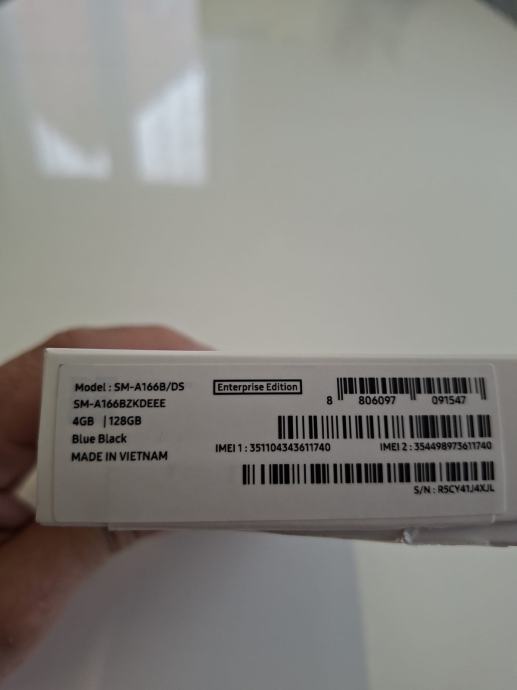 Model : SM-A166B/DS
SM-A166BZKDEEE
4GB | 128GB
Blue Black
MADE IN VIETNAM
Enterprise Edition
8 806097 091547
IMEI 1 : 351104343611740 IMEI 2 : 354498973611740
S/N : R5CY41J4XJL